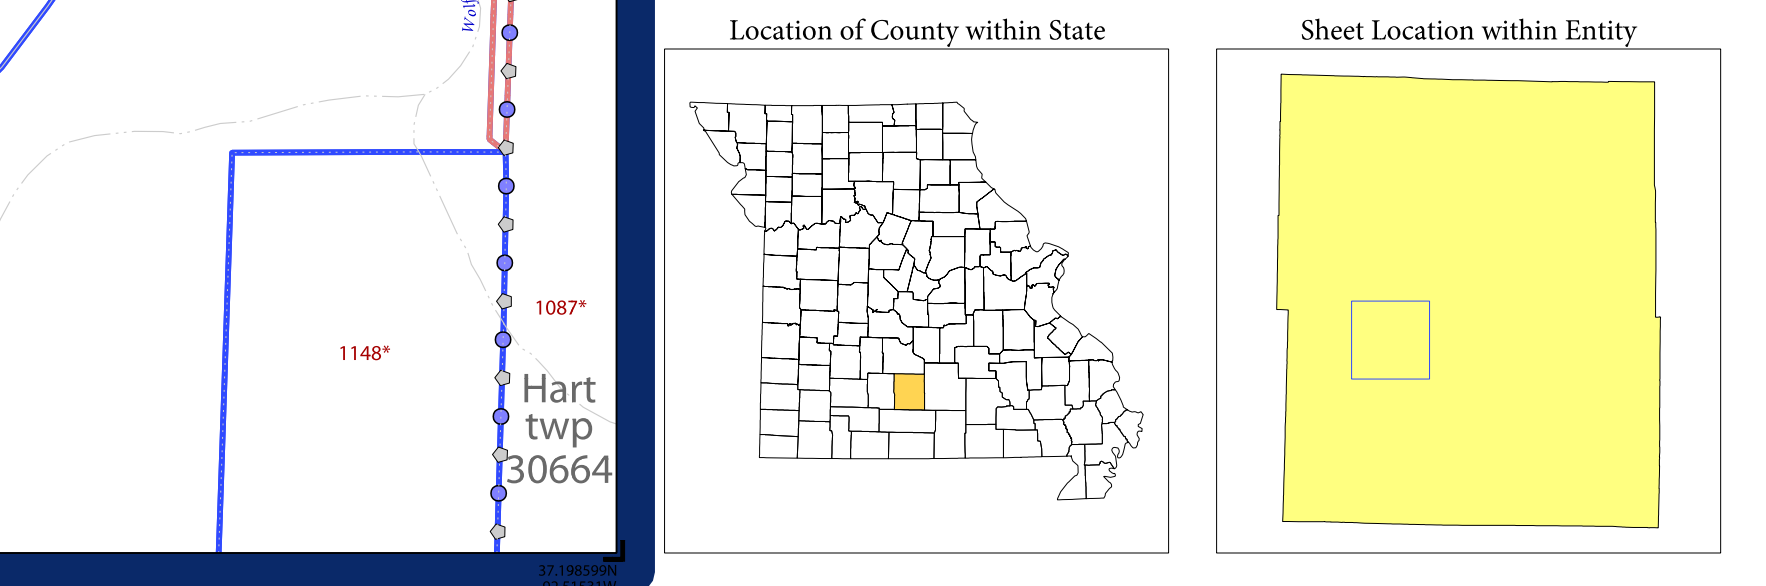 Location of County within State
Sheet Location within Entity
1087*
1148*
Hart
twp
30664
37.198599N